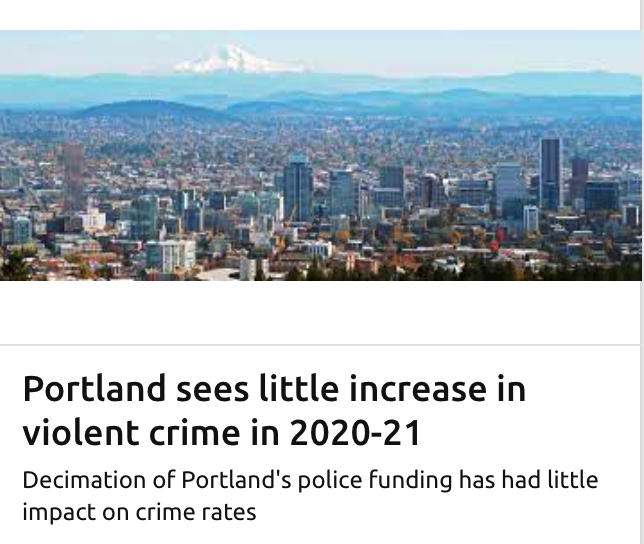 Portland sees little increase in
violent crime in 2020-21
Decimation of Portland's police funding has had little
impact on crime rates